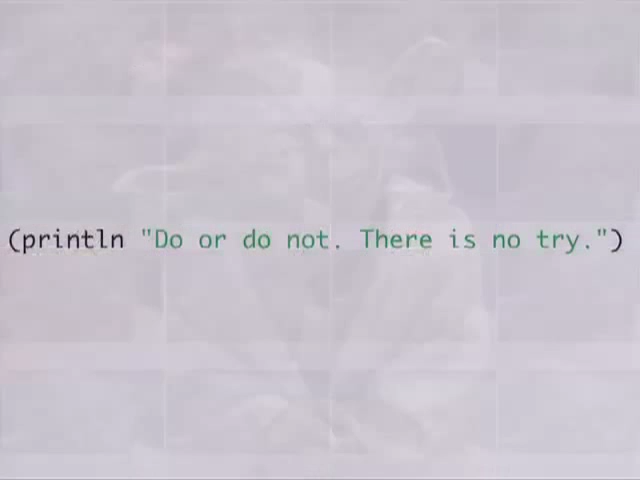 (println "Do or do not. There is no try.")